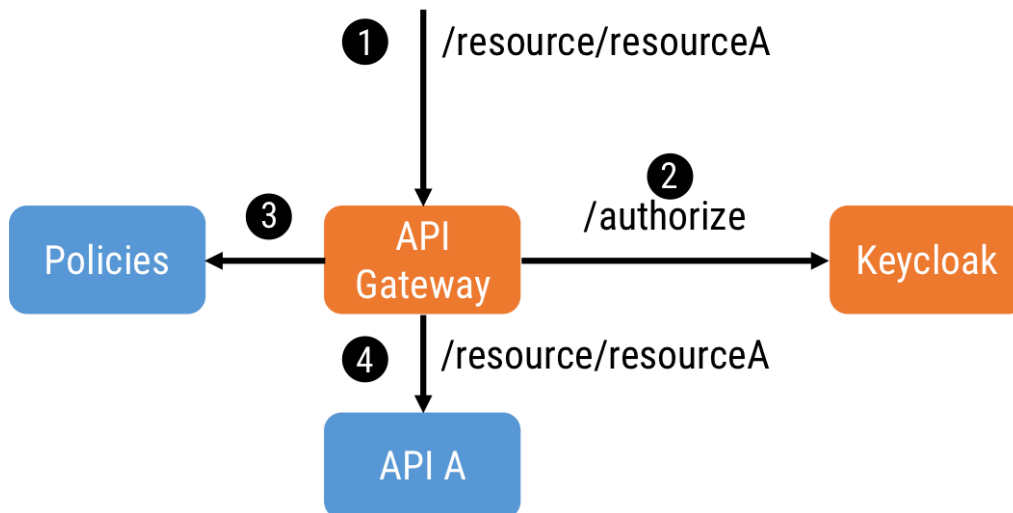 1 /resource/resourceA
2
/authorize
Policies
3
API
Gateway
Keycloak
4 /resource/resourceA
API A